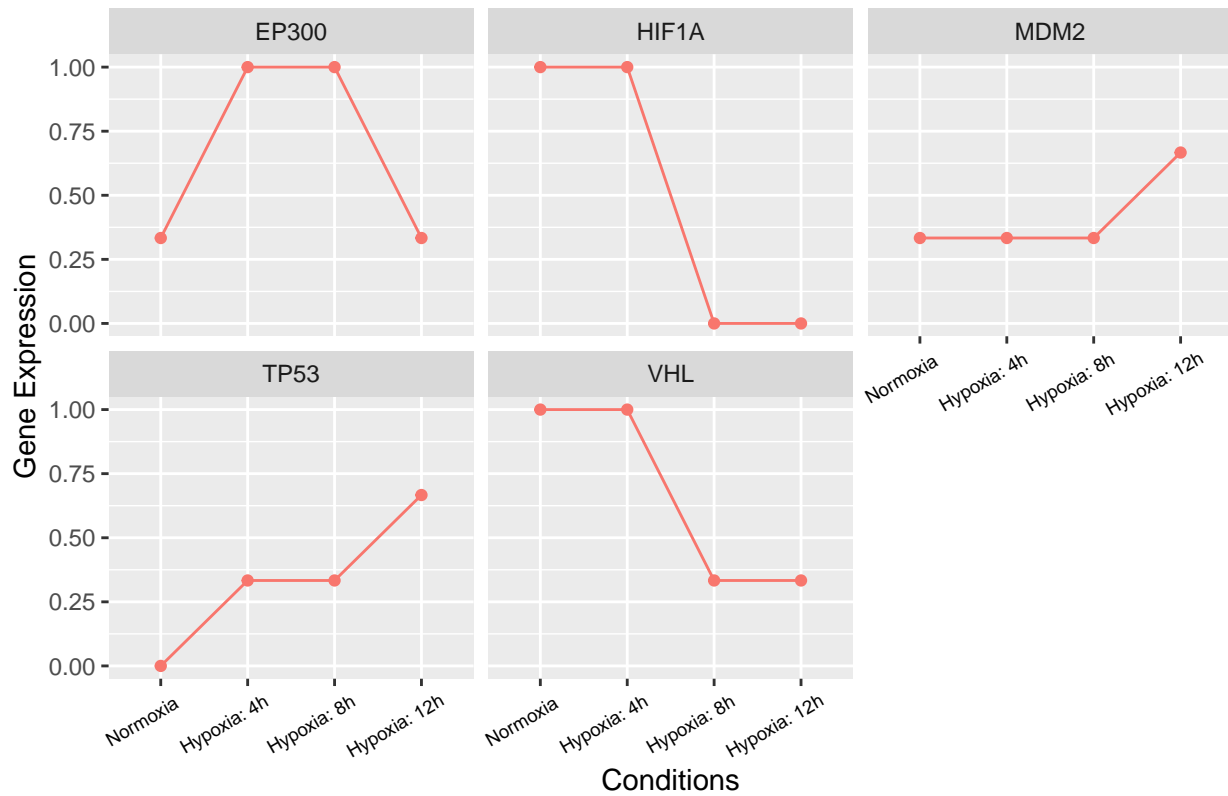 EP300
HIF1A
MDM2
1.00
0.75
0.50
0.25
0.00
Normoxia
Hypoxia: 4h
Hypoxia: 8h
Hypoxia: 12h
TP53
VHL
1.00
0.75
0.50
0.25
0.00
Normoxia
Hypoxia: 4h
Hypoxia: 8h
Hypoxia: 12h
Normoxia
Hypoxia: 4h
Hypoxia: 8h
Hypoxia: 12h
Gene Expression
Conditions